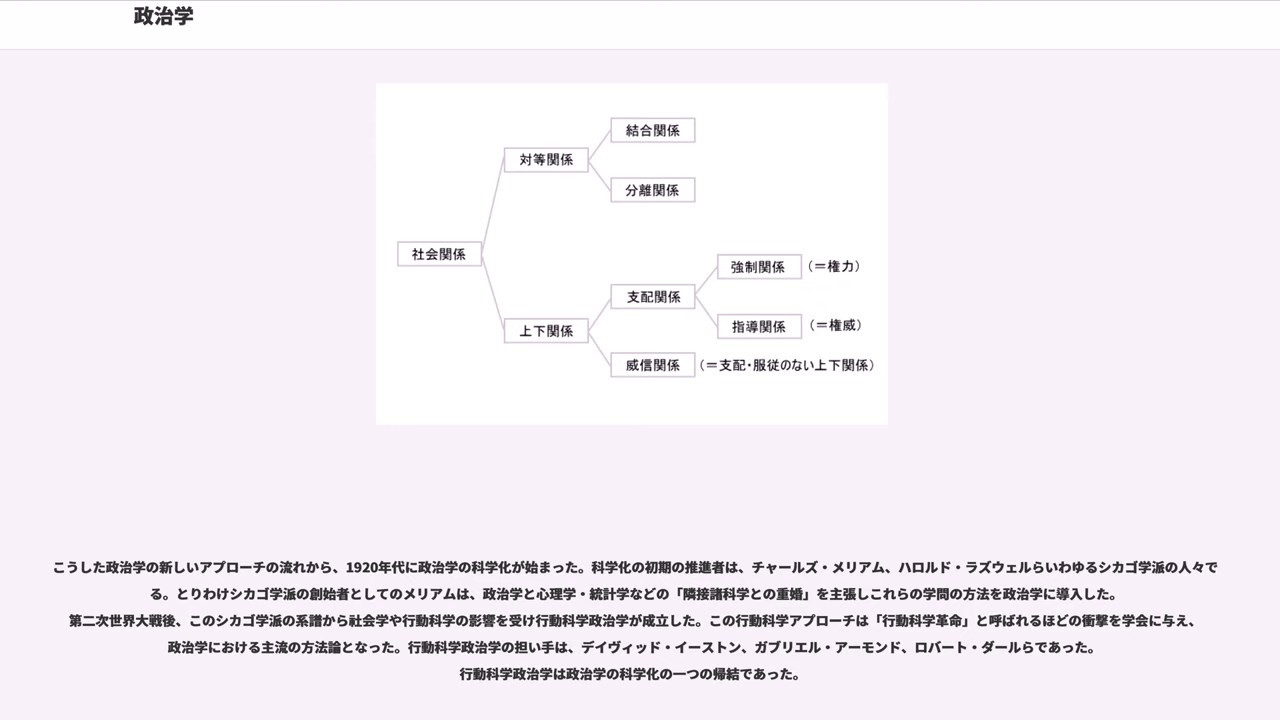 政治学
結合関係
対等関係
分離関係
社会関係
強制関係 (＝権力)
支配関係
指導関係 (＝権威)
上下関係
威信関係 (＝支配・服従のない上下関係)
こうした政治学の新しいアプローチの流れから、1920年代に政治学の科学化が始まった。科学化の初期の推進者は、チャールズ・メリアム、ハロルド・ラズウェルらいわゆるシカゴ学派の人々で
る。とりわけシカゴ学派の創始者としてのメリアムは、政治学と心理学・統計学などの「隣接諸科学との重婚」を主張しこれらの学問の方法を政治学に導入した。
第二次世界大戦後、このシカゴ学派の系譜から社会学や行動科学の影響を受け行動科学政治学が成立した。この行動科学アプローチは「行動科学革命」と呼ばれるほどの衝撃を学会に与え、
政治学における主流の方法論となった。行動科学政治学の担い手は、デイヴィッド・イーストン、ガブリエル・アーモンド、ロバート・ダールらであった。
行動科学政治学は政治学の科学化の一つの帰結であった。